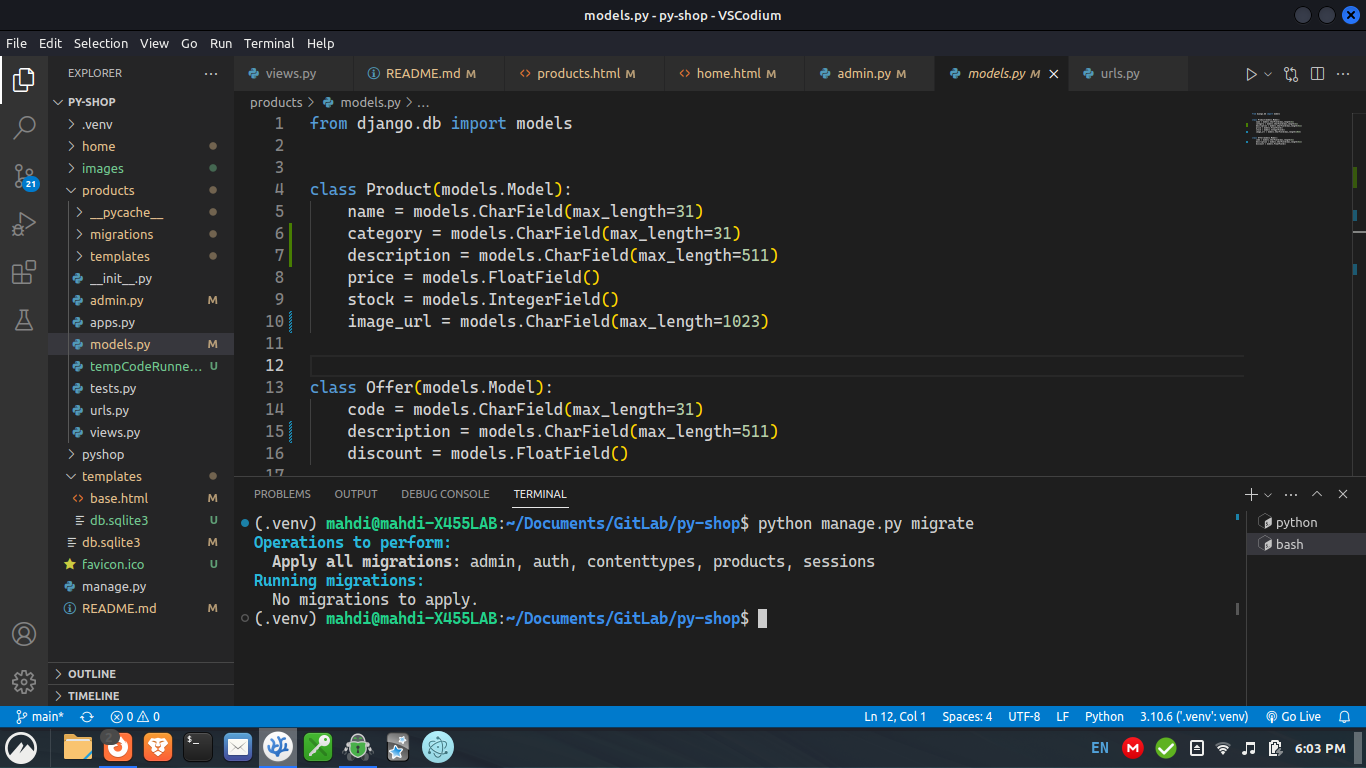 models.py - py-shop - VSCodium
File Edit Selection View Go Run Terminal Help
EXPLORER
PY-SHOP
.venv
home
images
products
__pycache__
migrations
templates
__init__.py
admin.py M
apps.py
models.py M
tempCodeRunne... U
tests.py
urls.py
views.py
pyshop
templates
base.html
db.sqlite3 U
db.sqlite3 M
favicon.ico U
manage.py
README.md M
OUTLINE
TIMELINE
21
views.py README.md M products.html M home.html M admin.py M models.py M urls.py
products > models.py > ...
1 from django.db import models
2
3
4 class Product(models.Model):
5 name = models.CharField(max_length=31)
6 category = models.CharField(max_length=31)
7 description = models.CharField(max_length=511)
8 price = models.FloatField()
9 stock = models.IntegerField()
10 image_url = models.CharField(max_length=1023)
11
12
13 class Offer(models.Model):
14 code = models.CharField(max_length=31)
15 description = models.CharField(max_length=511)
16 discount = models.FloatField()
17
PROBLEMS OUTPUT DEBUG CONSOLE TERMINAL
(.venv) mahdi@mahdi-X455LAB:~/Documents/GitLab/py-shop$ python manage.py migrate
Operations to perform:
Apply all migrations: admin, auth, contenttypes, products, sessions
Running migrations:
No migrations to apply.
(.venv) mahdi@mahdi-X455LAB:~/Documents/GitLab/py-shop$
python
bash
main* 0 0 Ln 12, Col 1 Spaces: 4 UTF-8 LF Python 3.10.6 ('.venv': venv) Go Live
2 EN M 6:03 PM